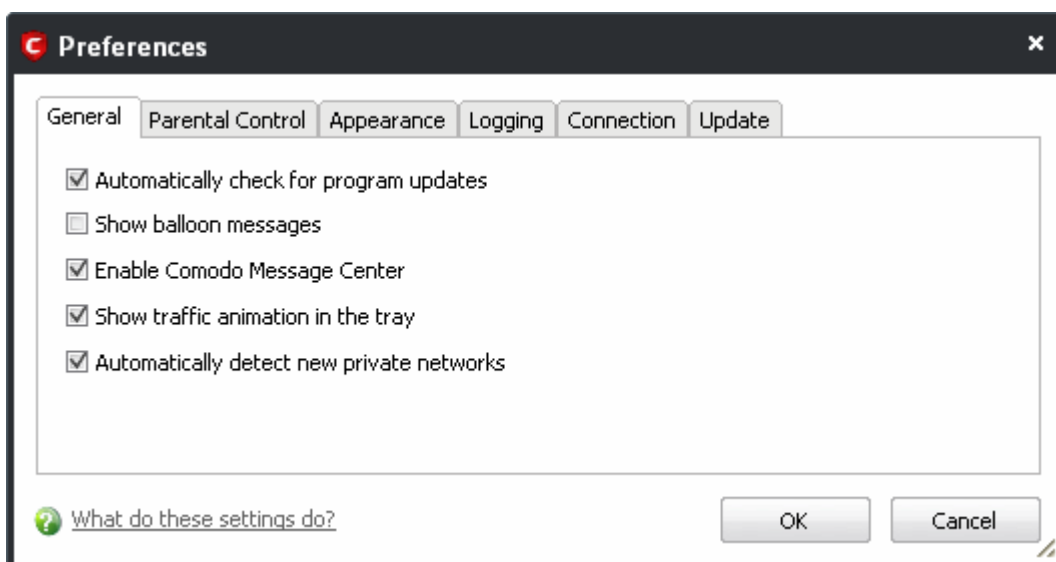 Preferences
General Parental Control Appearance Logging Connection Update
Automatically check for program updates
Show balloon messages
Enable Comodo Message Center
Show traffic animation in the tray
Automatically detect new private networks
What do these settings do? OK Cancel